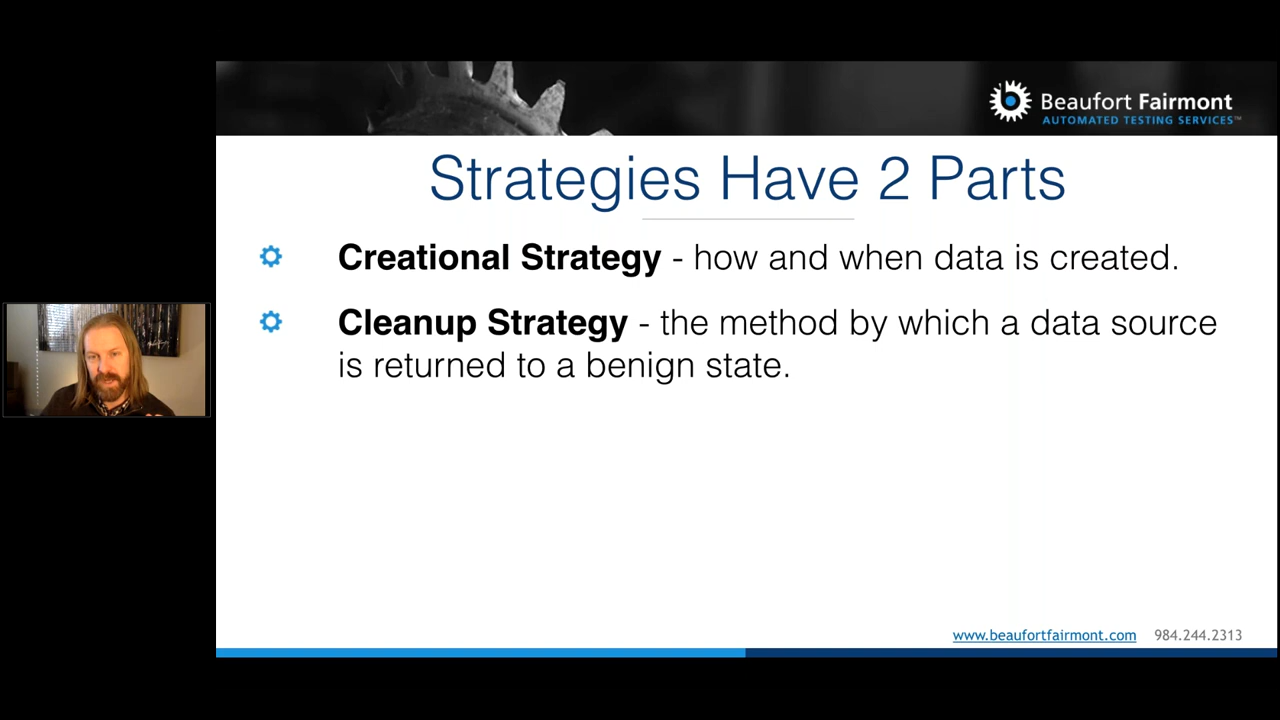 Beaufort Fairmont
AUTOMATED TESTING SERVICES™
Strategies Have 2 Parts
Creational Strategy - how and when data is created.
Cleanup Strategy - the method by which a data source
is returned to a benign state.
www.beaufortfairmont.com 984.244.2313